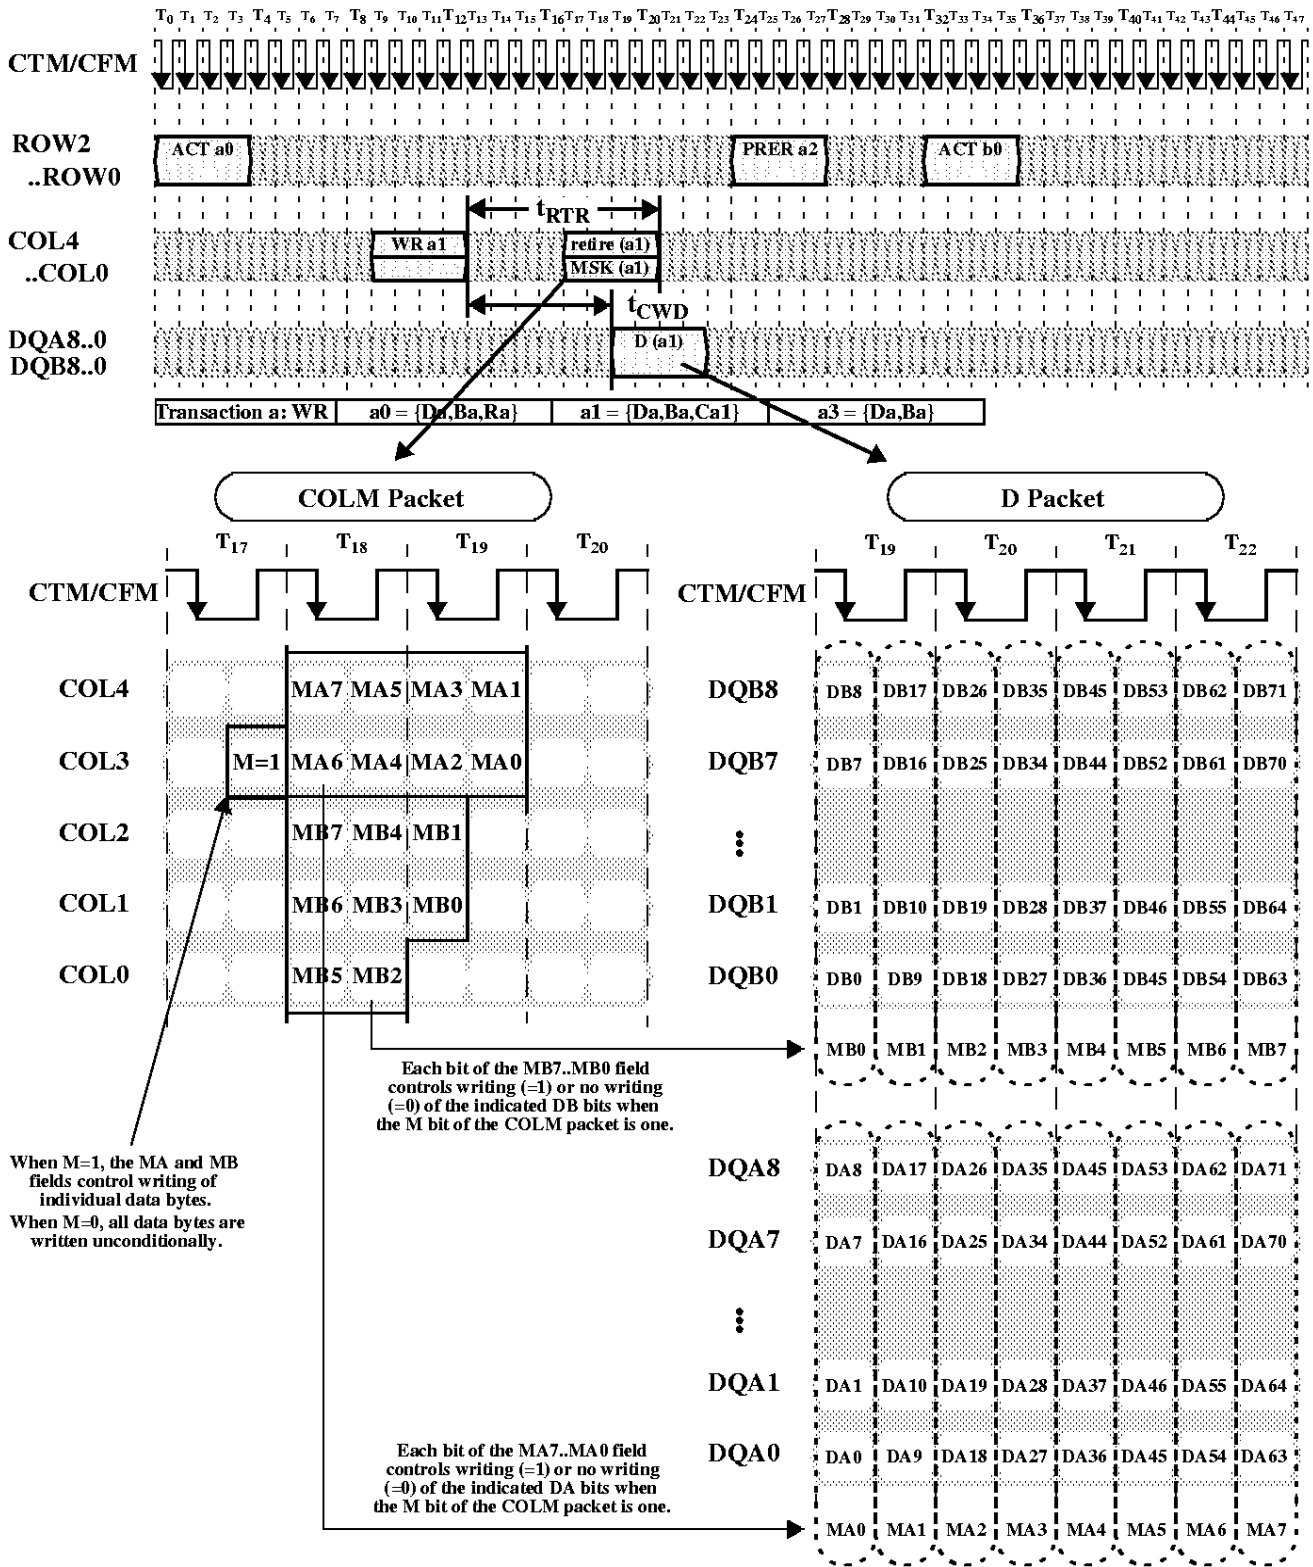 T0 T1 T2 T3 T4 T5 T6 T7 T8 T9 T10 T11 T12 T13 T14 T15 T16 T17 T18 T19 T20 T21 T22 T23 T24 T25 T26 T27 T28 T29 T30 T31 T32 T33 T34 T35 T36 T37 T38 T39 T40 T41 T42 T43 T44 T45 T46 T47
CTM/CFM
ROW2
..ROW0
ACT a0
PRER a2
ACT b0
tRTR
COL4
..COL0
WR a1
retire (a1)
MSK (a1)
tCWD
DQA8..0
DQB8..0
D (a1)
Transaction a: WR
a0 = {Da,Ba,Ra}
a1 = {Da,Ba,Ca1}
a3 = {Da,Ba}
COLM Packet
T17 T18 T19 T20
CTM/CFM
COL4 MA7 MA5 MA3 MA1
COL3 M=1 MA6 MA4 MA2 MA0
COL2 MB7 MB4 MB1
COL1 MB6 MB3 MB0
COL0 MB5 MB2
Each bit of the MB7..MB0 field
controls writing (=1) or no writing
(=0) of the indicated DB bits when
the M bit of the COLM packet is one.
When M=1, the MA and MB
fields control writing of
individual data bytes.
When M=0, all data bytes are
written unconditionally.
Each bit of the MA7..MA0 field
controls writing (=1) or no writing
(=0) of the indicated DA bits when
the M bit of the COLM packet is one.
D Packet
T19 T20 T21 T22
CTM/CFM
DQB8 DB8 DB17 DB26 DB35 DB45 DB53 DB62 DB71
DQB7 DB7 DB16 DB25 DB34 DB44 DB52 DB61 DB70
DQB1 DB1 DB10 DB19 DB28 DB37 DB46 DB55 DB64
DQB0 DB0 DB9 DB18 DB27 DB36 DB45 DB54 DB63
MB0 MB1 MB2 MB3 MB4 MB5 MB6 MB7
DQA8 DA8 DA17 DA26 DA35 DA45 DA53 DA62 DA71
DQA7 DA7 DA16 DA25 DA34 DA44 DA52 DA61 DA70
DQA1 DA1 DA10 DA19 DA28 DA37 DA46 DA55 DA64
DQA0 DA0 DA9 DA18 DA27 DA36 DA45 DA54 DA63
MA0 MA1 MA2 MA3 MA4 MA5 MA6 MA7